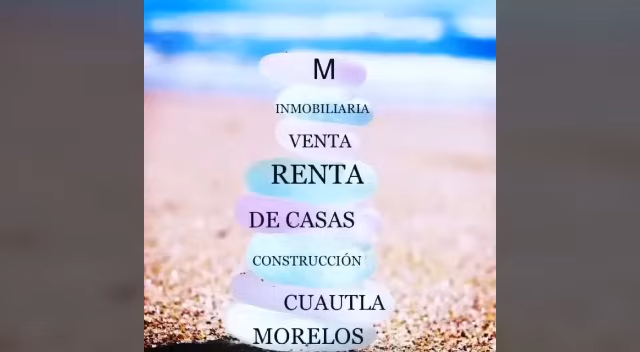 M
INMOBILIARIA
VENTA
RENTA
DE CASAS
CONSTRUCCIÓN
CUAUTLA
MORELOS